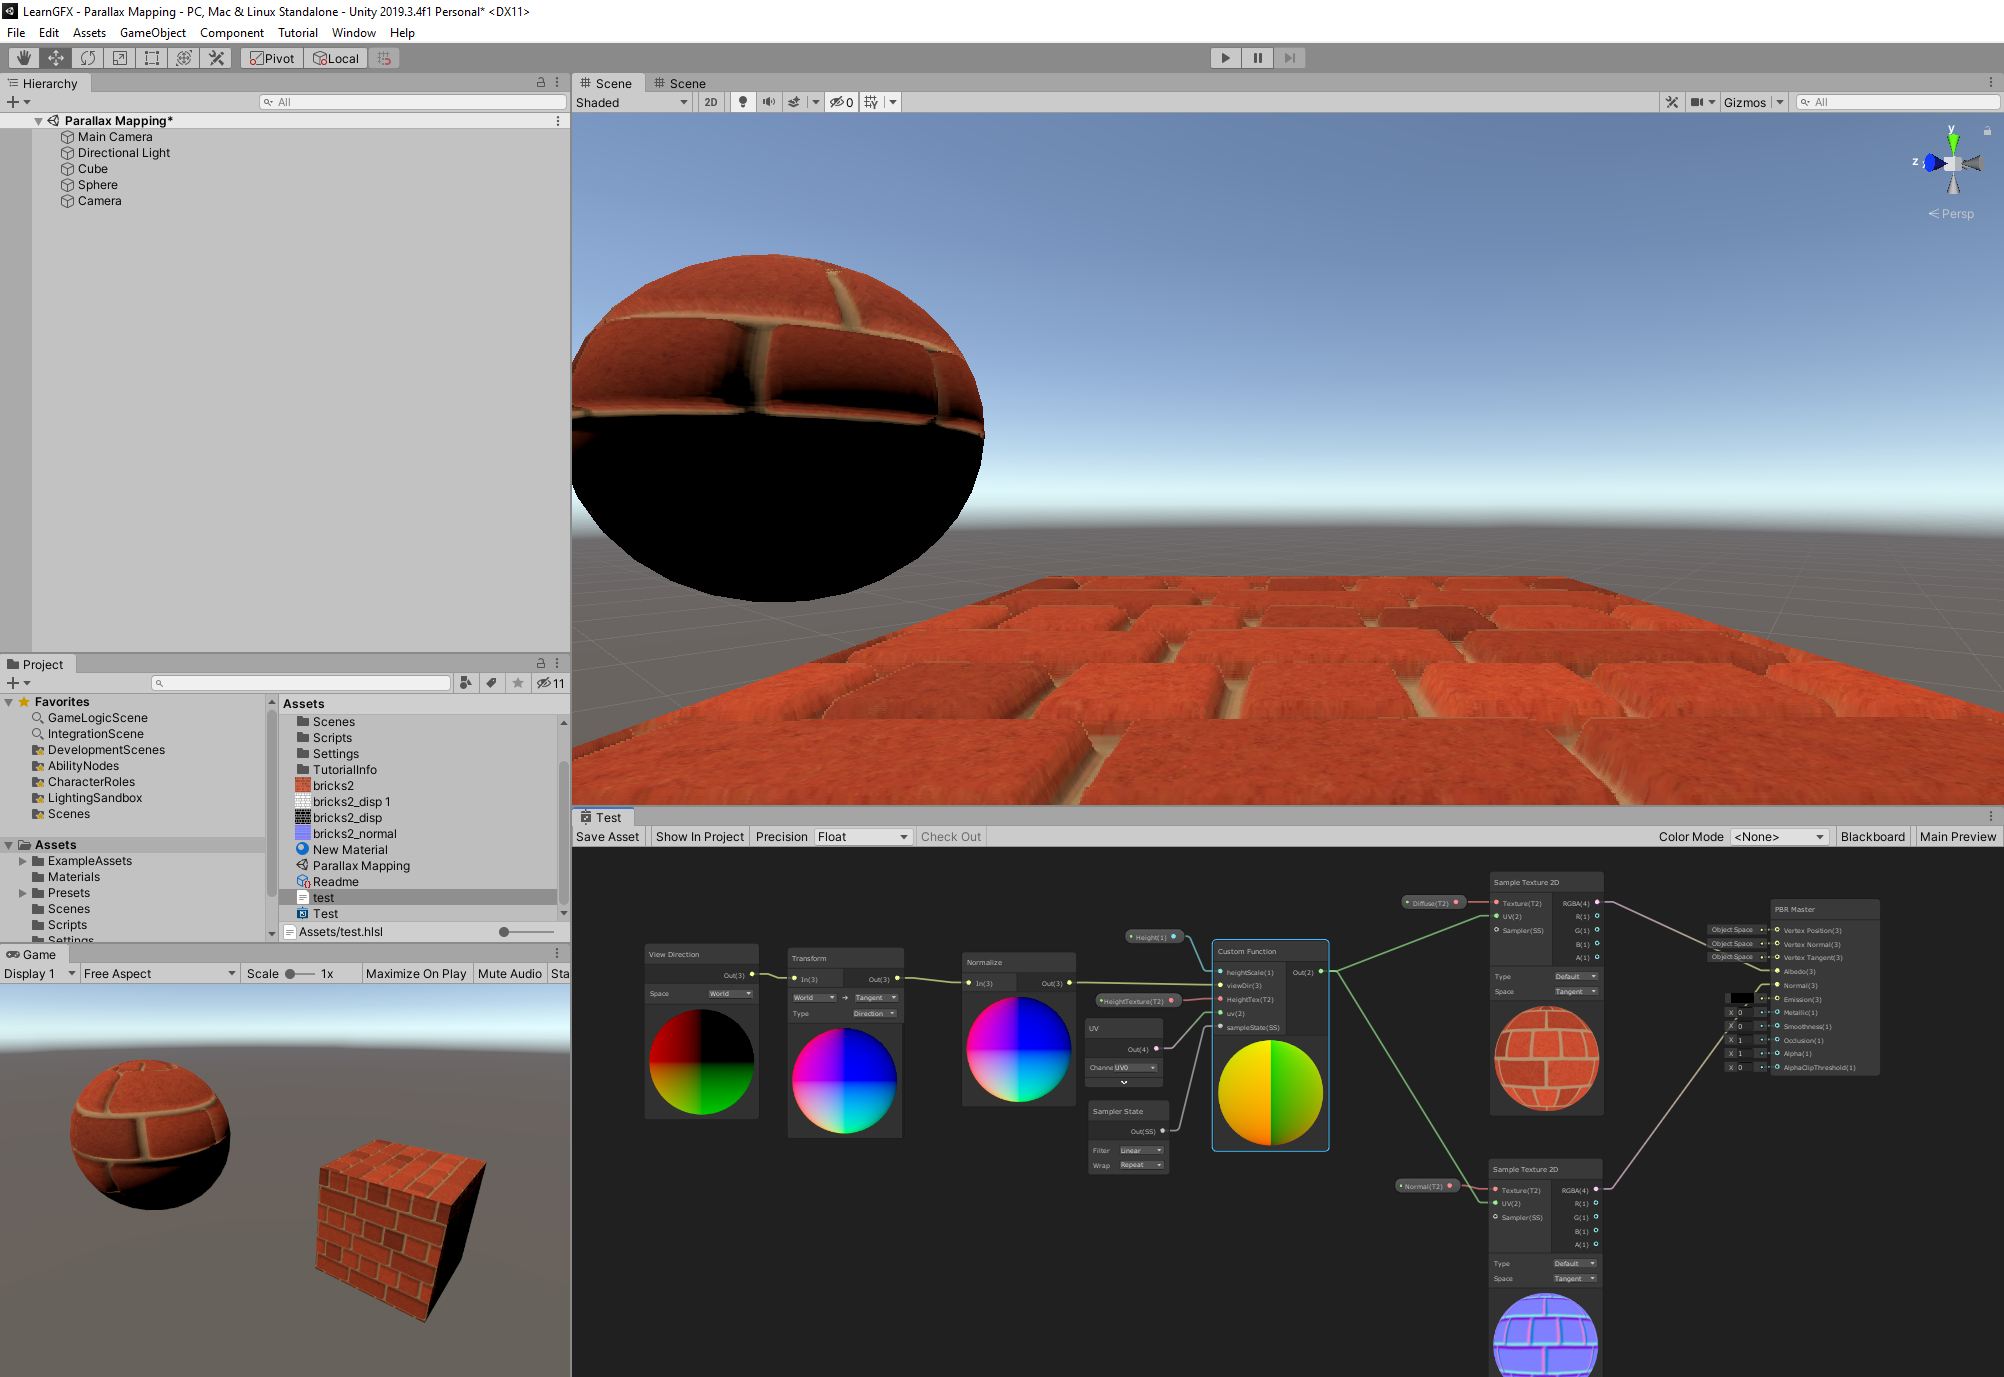 LearnGFX - Parallax Mapping - PC, Mac & Linux Standalone - Unity 2019.3.4f1 Personal* <DX11>
File Edit Assets GameObject Component Tutorial Window Help
Pivot Local
Hierarchy
All
Parallax Mapping*
Main Camera
Directional Light
Cube
Sphere
Camera
Scene Scene
Shaded 2D 0 Gizmos All
y
z
Persp
Project
11
Favorites
GameLogicScene
IntegrationScene
DevelopmentScenes
AbilityNodes
CharacterRoles
LightingSandbox
Scenes
Assets
ExampleAssets
Materials
Presets
Scenes
Scripts
Settings
Assets
Scenes
Scripts
Settings
TutorialInfo
bricks2
bricks2_disp 1
bricks2_disp
bricks2_normal
New Material
Parallax Mapping
Readme
test
Test
Assets/test.hlsl
Game
Display 1 Free Aspect Scale 1x Maximize On Play Mute Audio Sta
Test
Save Asset Show In Project Precision Float Check Out Color Mode <None> Blackboard Main Preview
View Direction
Out(3)
Space World
Transform
In(3) Out(3)
World Tangent
Type Direction
Normalize
In(3) Out(3)
Height(1)
HeightTexture(T2)
UV
Out(4)
Channe UV0
Sampler State
Out(SS)
Filter Linear
Wrap Repeat
Custom Function
heightScale(1) Out(2)
viewDir(3)
HeightTex(T2)
uv(2)
sampleState(SS)
Diffuse(T2)
Sample Texture 2D
Texture(T2) RGBA(4)
UV(2) R(1)
Sampler(SS) G(1)
B(1)
A(1)
Type Default
Space Tangent
Normal(T2)
Sample Texture 2D
Texture(T2) RGBA(4)
UV(2) R(1)
Sampler(SS) G(1)
B(1)
A(1)
Type Default
Space Tangent
PBR Master
Object Space Vertex Position(3)
Object Space Vertex Normal(3)
Object Space Vertex Tangent(3)
Albedo(3)
Normal(3)
Emission(3)
X 0 Metallic(1)
X 0 Smoothness(1)
X 1 Occlusion(1)
X 1 Alpha(1)
X 0 AlphaClipThreshold(1)